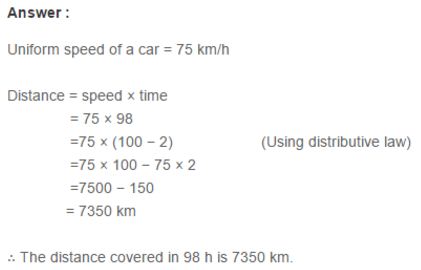 Answer :
Uniform speed of a car = 75 km/h
Distance = speed × time
= 75 × 98
=75 × (100 − 2) (Using distributive law)
=75 × 100 − 75 × 2
=7500 − 150
= 7350 km
∴ The distance covered in 98 h is 7350 km.